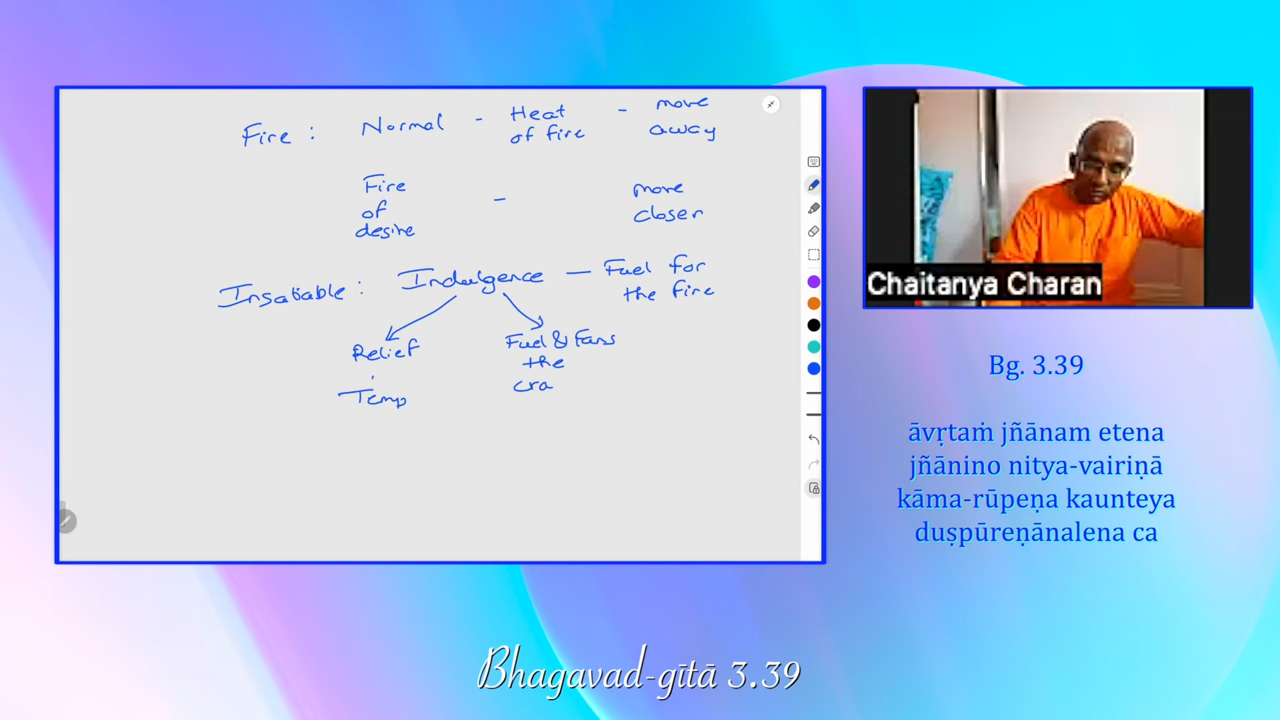 Fire : Normal - Heat of fire - move away
Fire of desire - move closer
Insatiable : Indulgence — Fuel for the fire
Relief
Temp
Fuel & Fans
the
cra
Chaitanya Charan
Bg. 3.39
āvṛtaṁ jñānam etena
jñānino nitya-vairiṇā
kāma-rūpeṇa kaunteya
duṣpūreṇānalena ca
Bhagavad-gītā 3.39